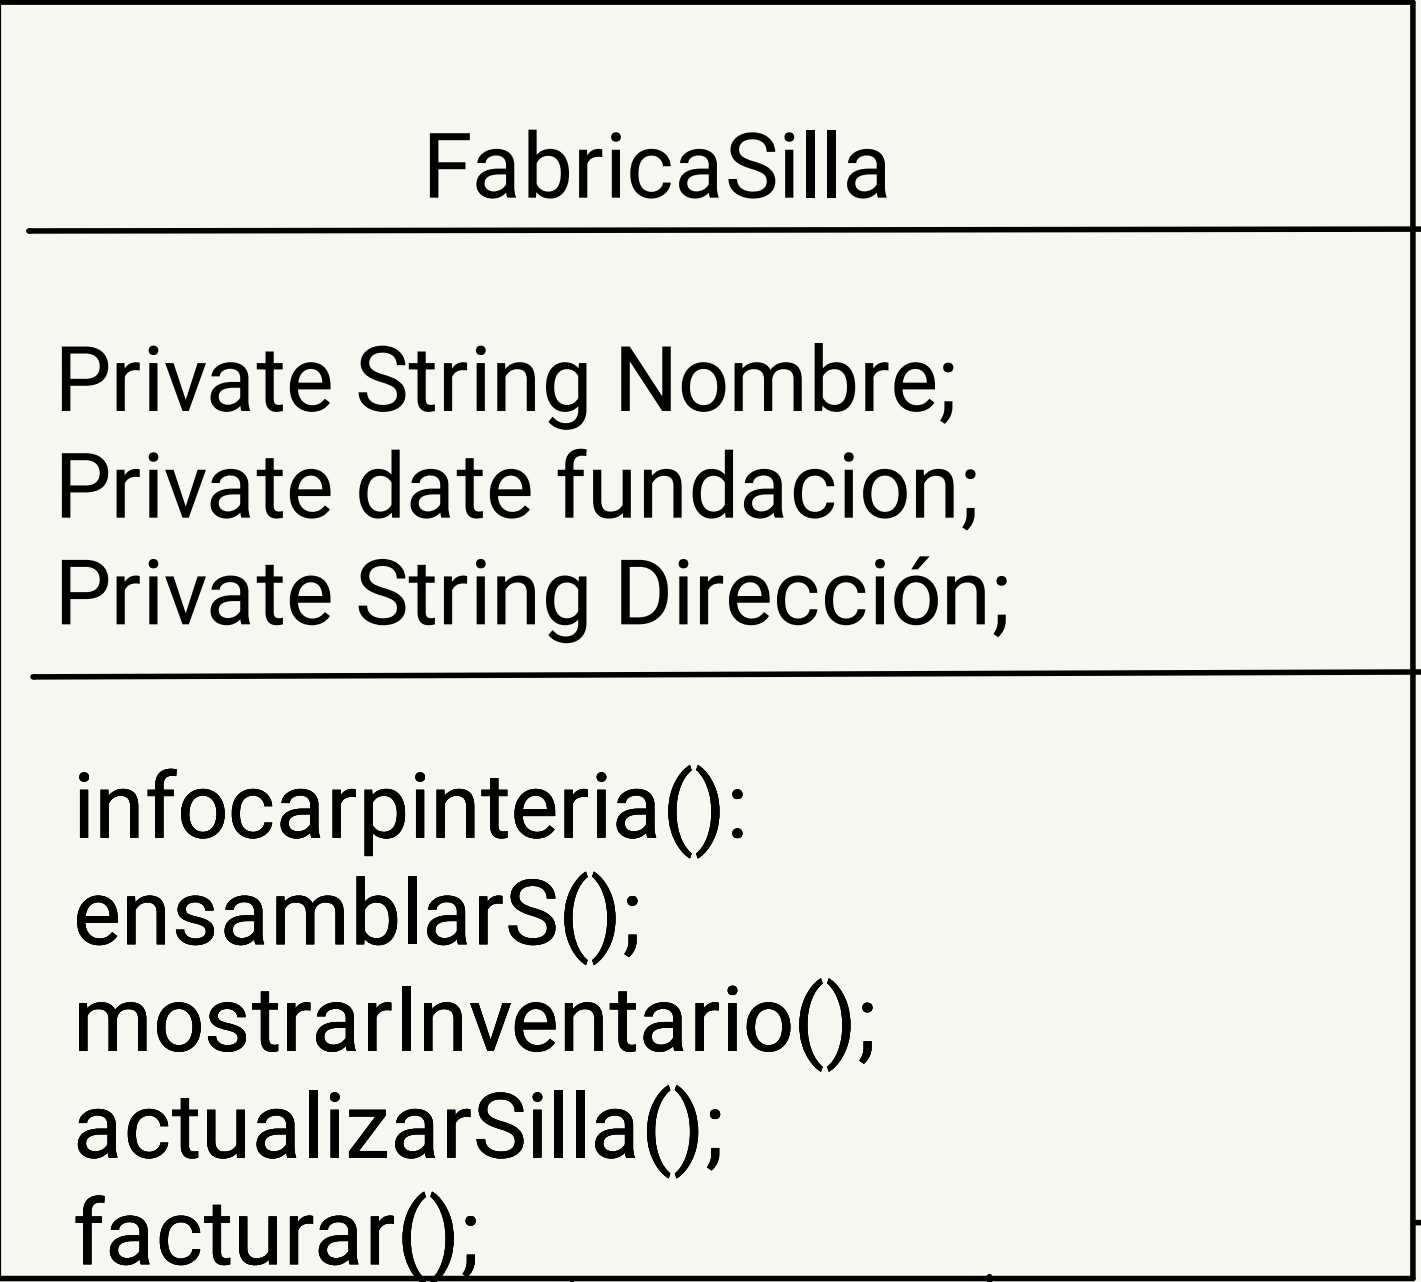 FabricaSilla
Private String Nombre;
Private date fundacion;
Private String Dirección;
infocarpinteria():
ensamblarS();
mostrarInventario();
actualizarSilla();
facturar();